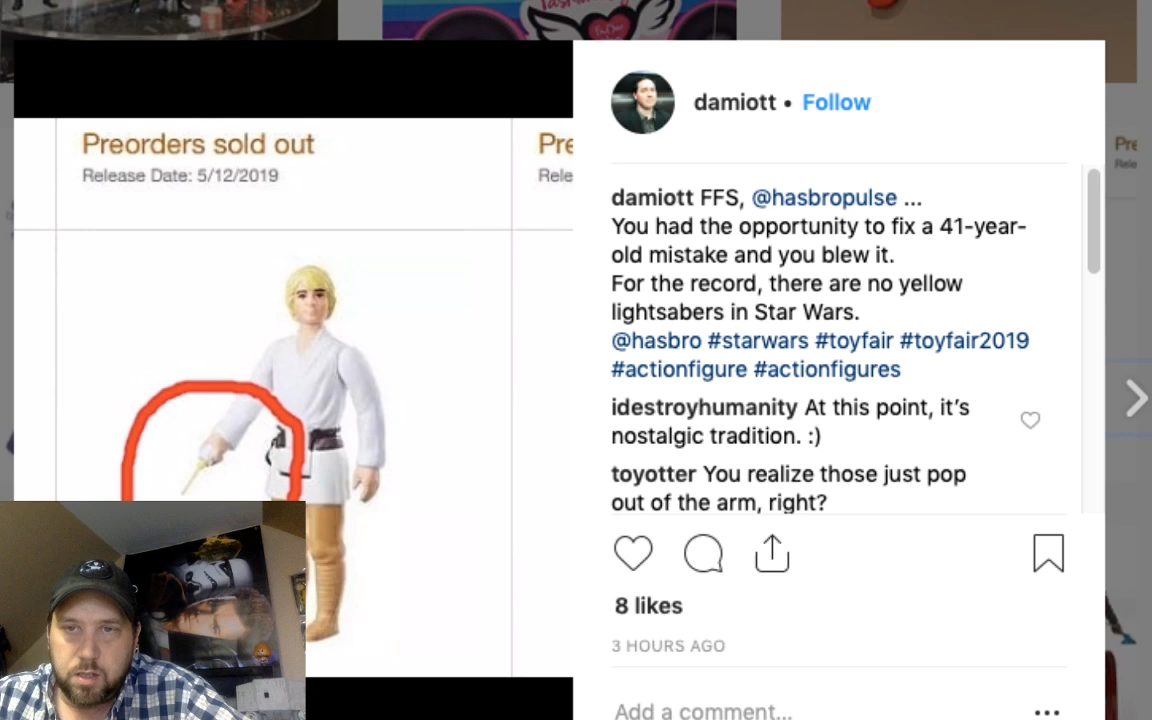 Preorders sold out
Release Date: 5/12/2019
Pre
Rele
damiott • Follow
damiott FFS, @hasbropulse ...
You had the opportunity to fix a 41-year-
old mistake and you blew it.
For the record, there are no yellow
lightsabers in Star Wars.
@hasbro #starwars #toyfair #toyfair2019
#actionfigure #actionfigures
idestroyhumanity At this point, it’s
nostalgic tradition. :)
toyotter You realize those just pop
out of the arm, right?
8 likes
3 HOURS AGO
Add a comment...
Pre
Rele